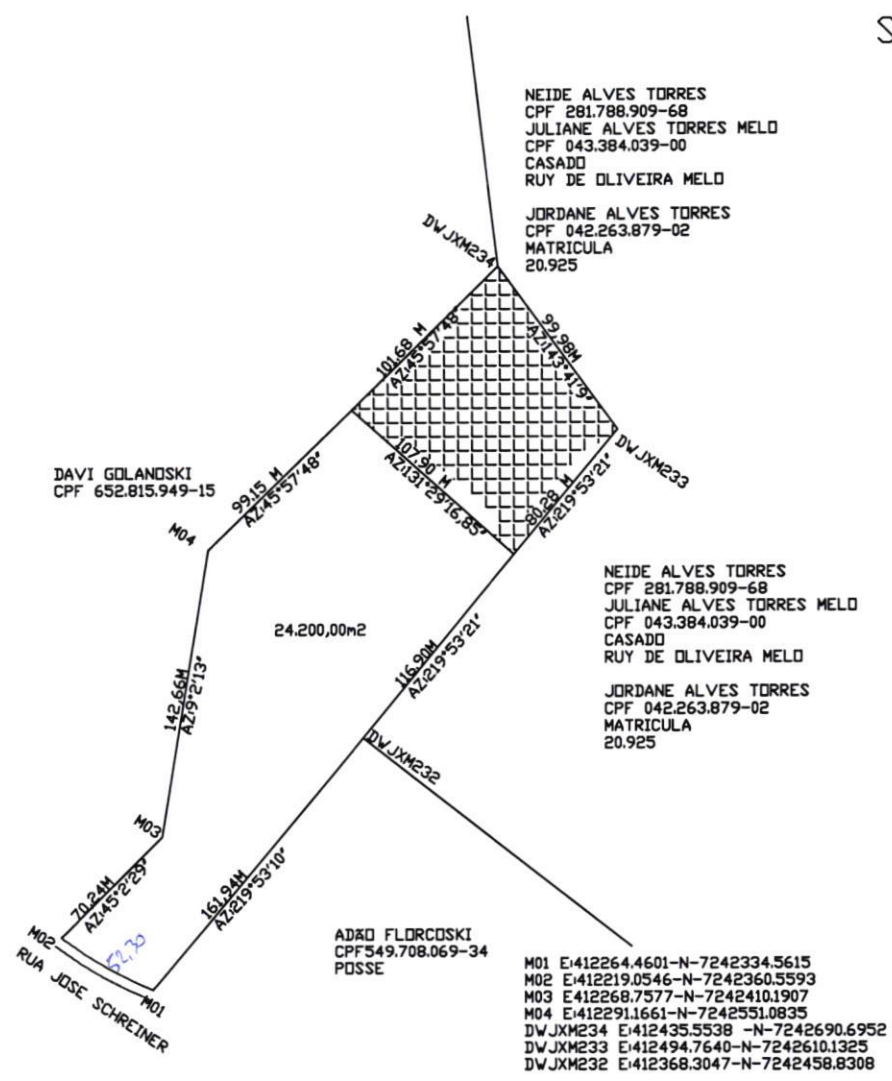 S
NEIDE ALVES TORRES
CPF 281.788.909-68
JULIANE ALVES TORRES MELO
CPF 043.384.039-00
CASADO
RUY DE OLIVEIRA MELO
JORDANE ALVES TORRES
CPF 042.263.879-02
MATRICULA
20.925
DWJXM234
101.68 M
AZ:45°57'48"
99.98M
AZ:143°41'9"
DWJXM233
107.90 M
AZ:131°29'16,85"
80.28 M
AZ:219°53'21"
DAVI GOLANOSKI
CPF 652.815.949-15
99.15 M
AZ:45°57'48"
M04
NEIDE ALVES TORRES
CPF 281.788.909-68
JULIANE ALVES TORRES MELO
CPF 043.384.039-00
CASADO
RUY DE OLIVEIRA MELO
JORDANE ALVES TORRES
CPF 042.263.879-02
MATRICULA
20.925
24.200,00m2
116.90M
AZ:219°53'21"
142.66M
AZ:9°2'13"
DWJXM232
M03
70.24M
AZ:45°2'29"
161.94M
AZ:219°53'10"
M02
52,30
M01
RUA JOSE SCHREINER
ADÃO FLORCOSKI
CPF549.708.069-34
POSSE
M01 E:412264.4601-N-7242334.5615
M02 E:412219.0546-N-7242360.5593
M03 E:412268.7577-N-7242410.1907
M04 E:412291.1661-N-7242551.0835
DWJXM234 E:412435.5538 -N-7242690.6952
DWJXM233 E:412494.7640-N-7242610.1325
DWJXM232 E:412368.3047-N-7242458.8308